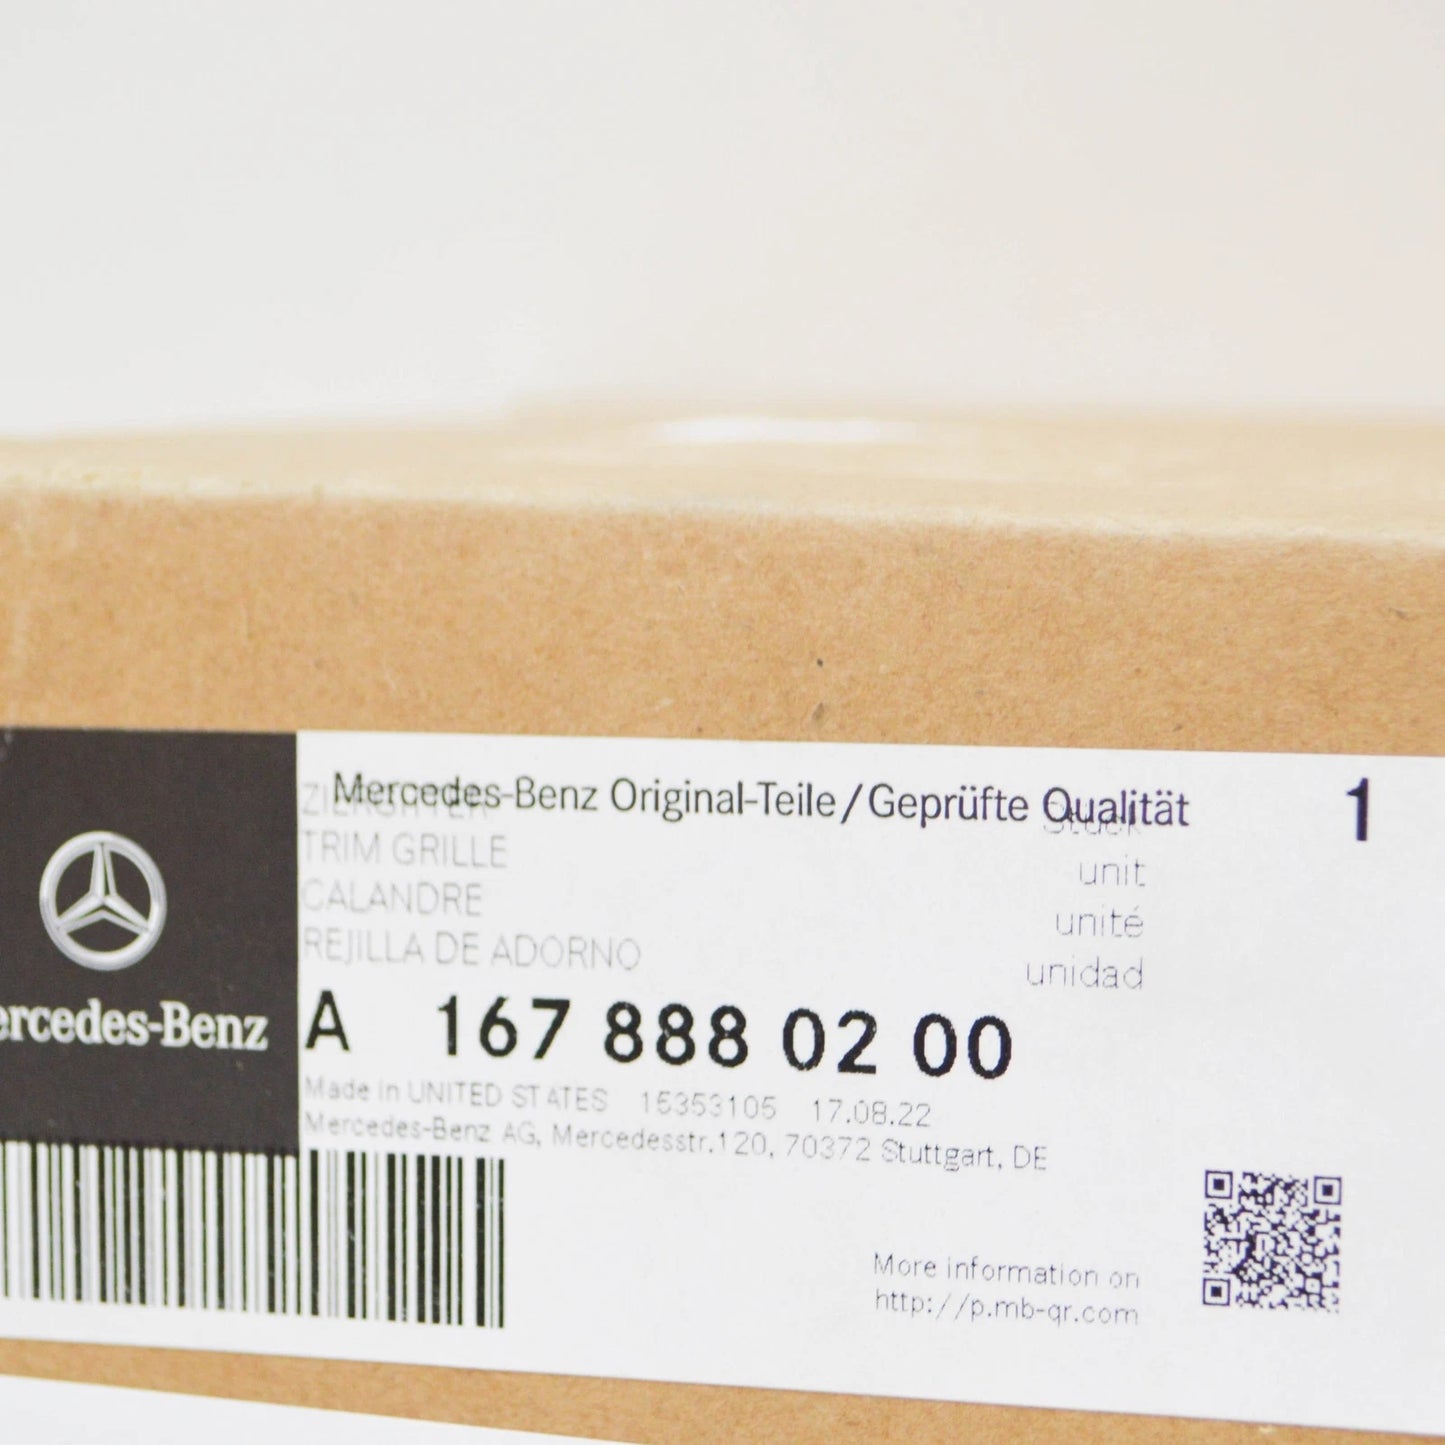 Mercedes-Benz Original-Teile/Geprüfte Qualität 1
ZIERGITTER Stück
TRIM GRILLE unit
CALANDRE unité
REJILLA DE ADORNO unidad
ercedes-Benz
A 167 888 02 00
Made in UNITED STATES 15353105 17.08.22
Mercedes-Benz AG, Mercedesstr.120, 70372 Stuttgart, DE
More information on
http://p.mb-qr.com